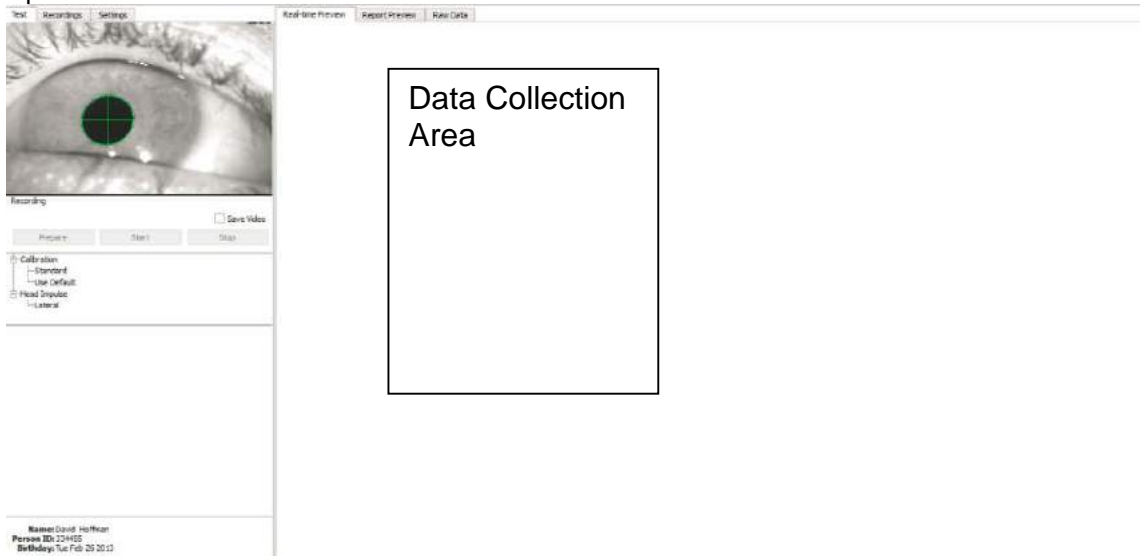 Test Recordings Settings
Real-time Preview Report Preview Raw Data
Data Collection
Area
Recording
Save Video
Prepare Start Stop
Calibration
Standard
Use Default
Head Impulse
Lateral
Name: David Hoffman
Person ID: 334455
Birthday: Tue Feb 26 2013